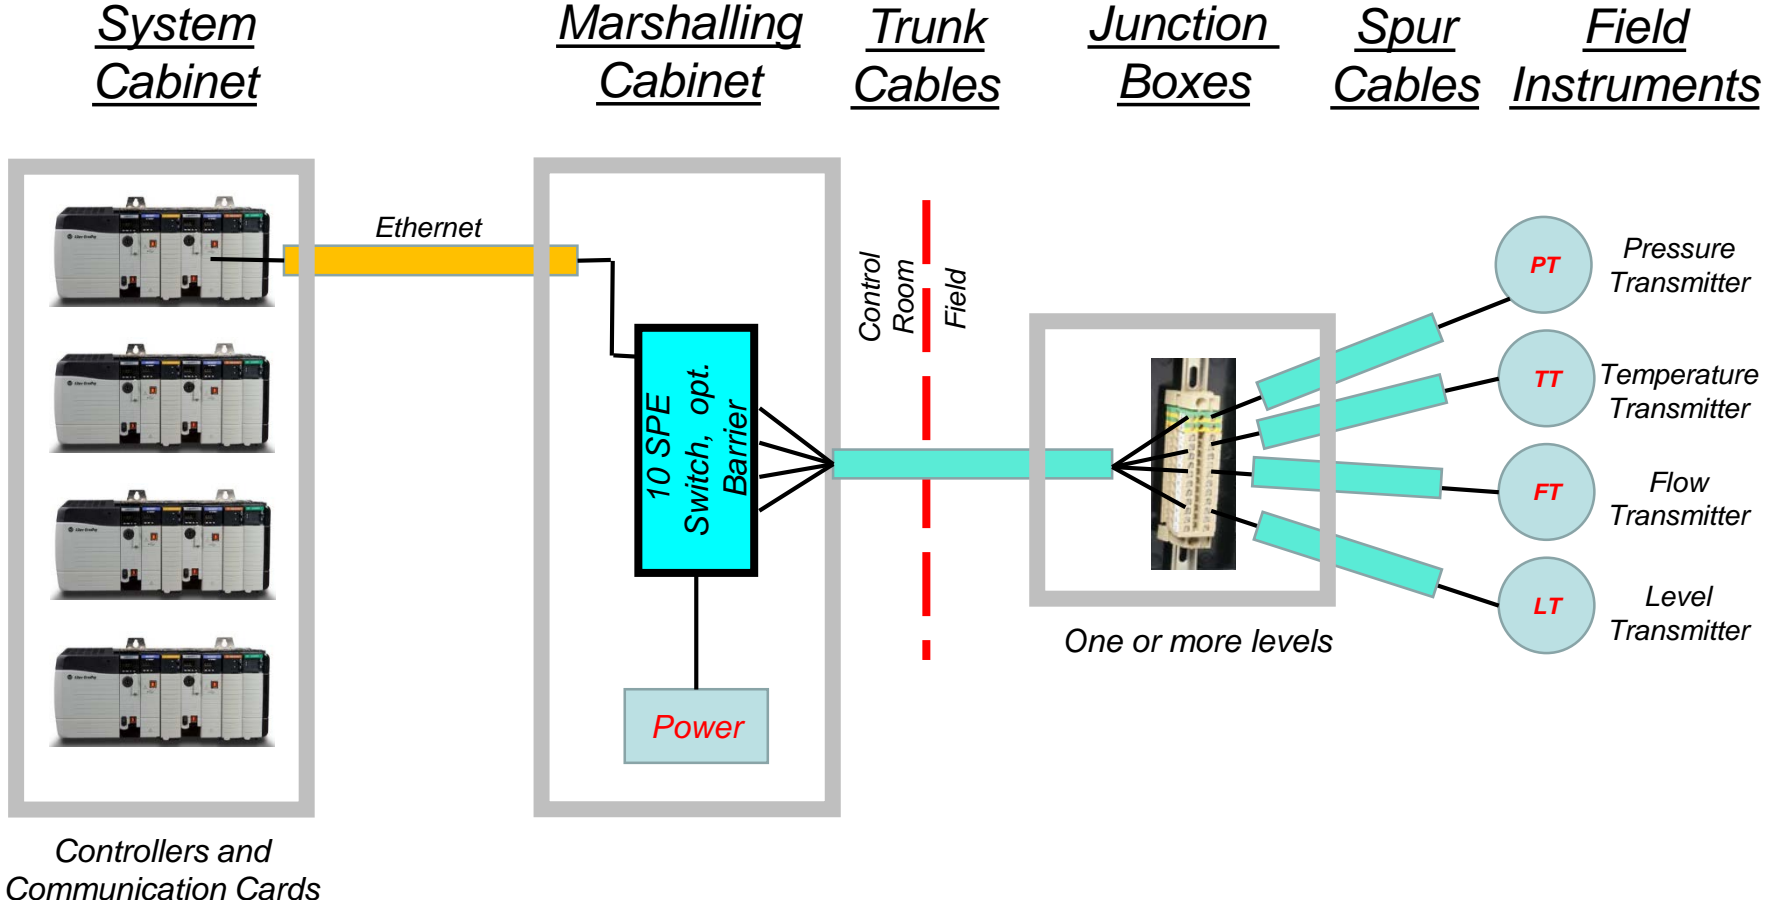 System
Cabinet
Marshalling
Cabinet
Trunk
Cables
Junction
Boxes
Spur
Cables
Field
Instruments
Ethernet
Control
Room
Field
10 SPE
Switch, opt.
Barrier
Power
One or more levels
PT
Pressure
Transmitter
TT
Temperature
Transmitter
FT
Flow
Transmitter
LT
Level
Transmitter
Controllers and
Communication Cards